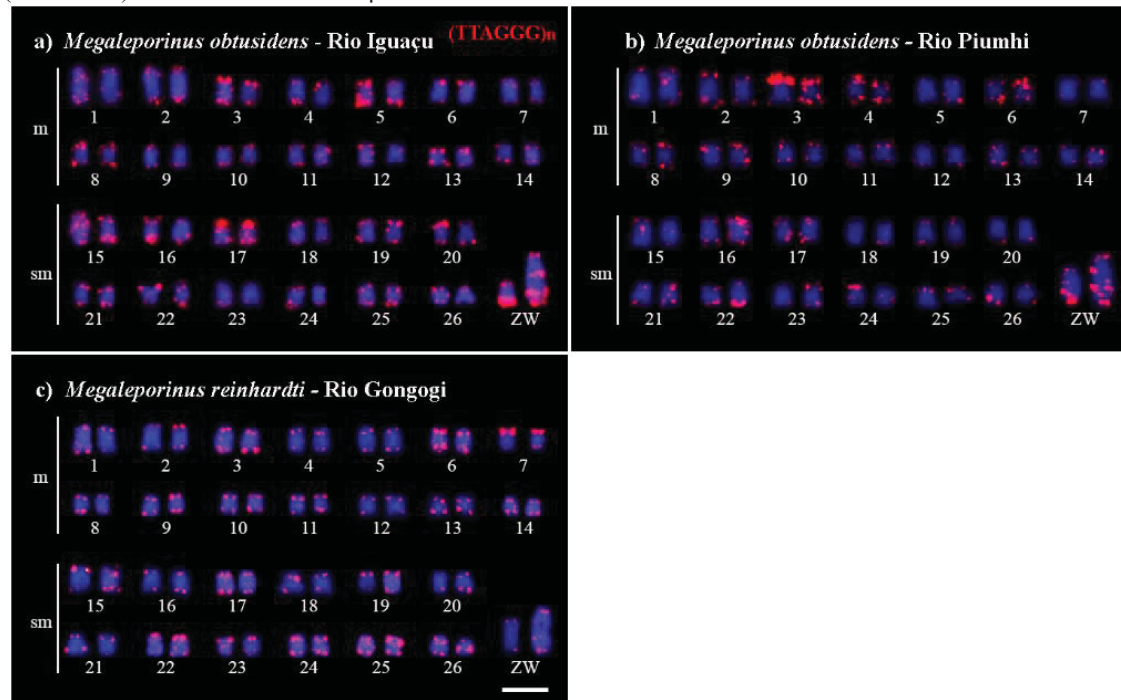 a) Megaleporinus obtusidens - Rio Iguaçu (TTAGGG)n
m
1 2 3 4 5 6 7
8 9 10 11 12 13 14
sm
15 16 17 18 19 20
21 22 23 24 25 26 ZW
b) Megaleporinus obtusidens - Rio Piumhi
m
1 2 3 4 5 6 7
8 9 10 11 12 13 14
sm
15 16 17 18 19 20
21 22 23 24 25 26 ZW
c) Megaleporinus reinhardti - Rio Gongogi
m
1 2 3 4 5 6 7
8 9 10 11 12 13 14
sm
15 16 17 18 19 20
21 22 23 24 25 26 ZW